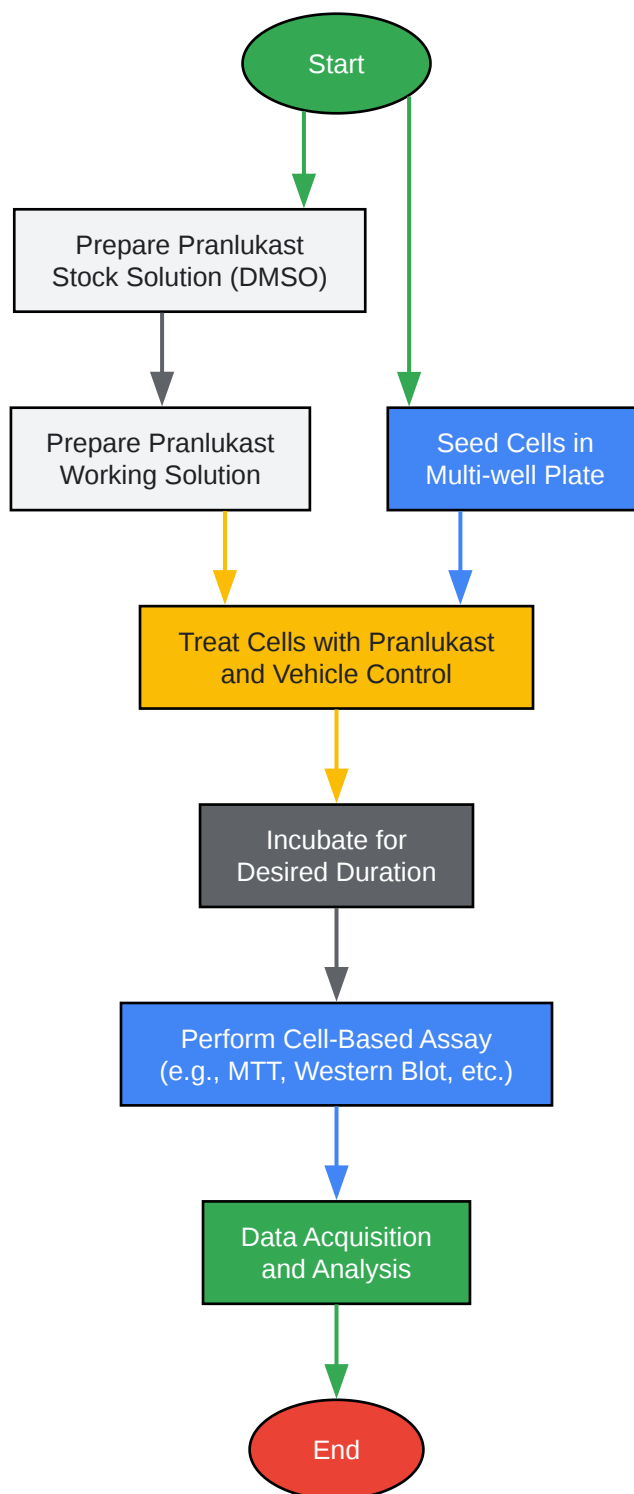 Start
Prepare Pranlukast
Stock Solution (DMSO)
Prepare Pranlukast
Working Solution
Seed Cells in
Multi-well Plate
Treat Cells with Pranlukast
and Vehicle Control
Incubate for
Desired Duration
Perform Cell-Based Assay
(e.g., MTT, Western Blot, etc.)
Data Acquisition
and Analysis
End